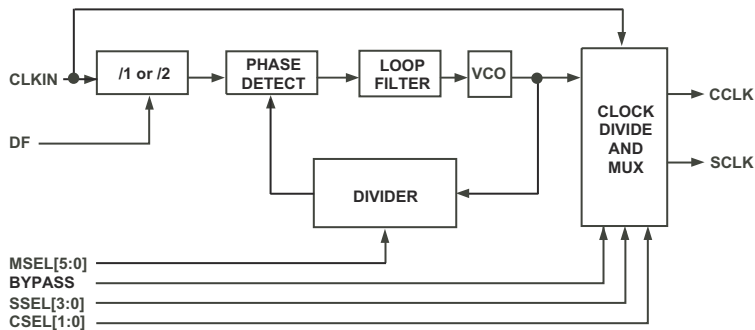 CLKIN
/1 or /2
PHASE
DETECT
LOOP
FILTER
VCO
CLOCK
DIVIDE
AND
MUX
CCLK
SCLK
DF
DIVIDER
MSEL[5:0]
BYPASS
SSEL[3:0]
CSEL[1:0]